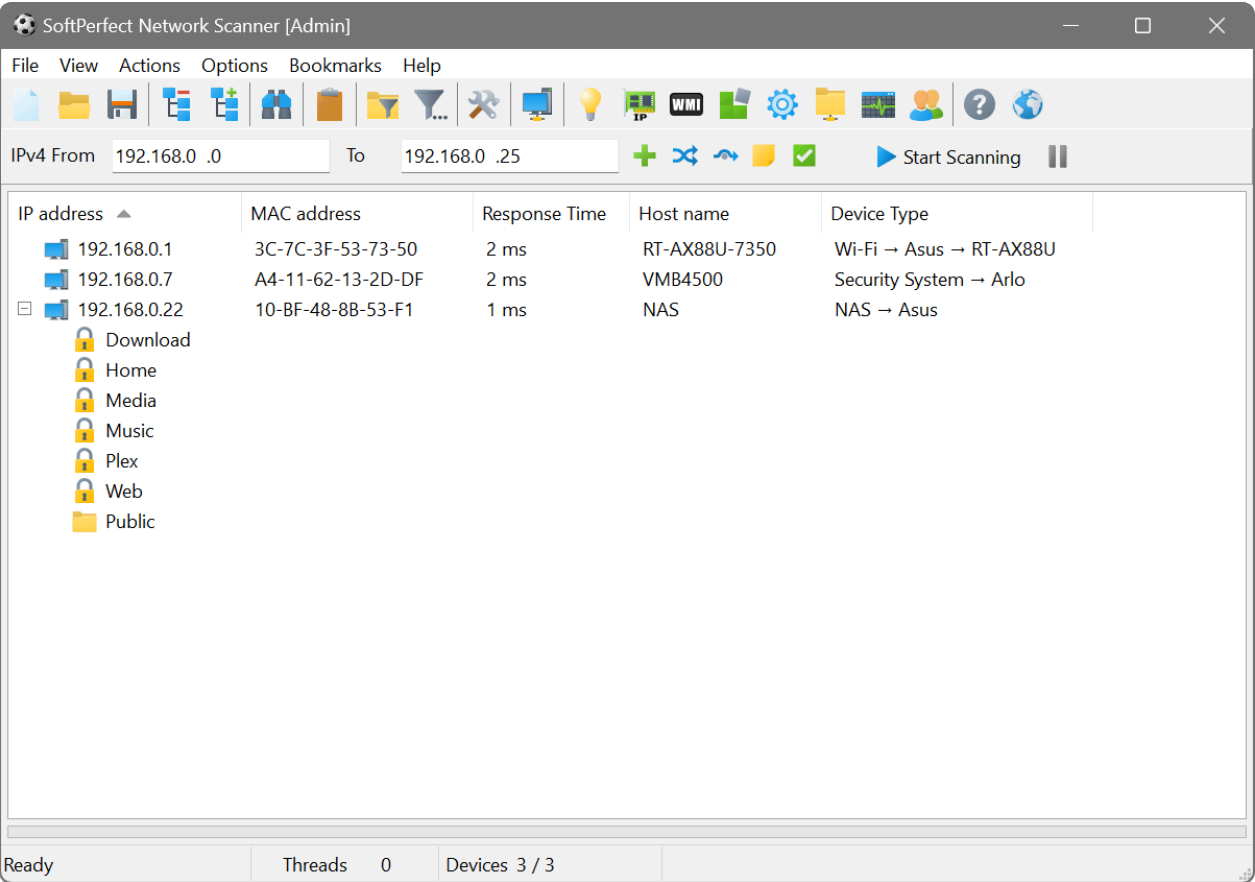 SoftPerfect Network Scanner [Admin]
File View Actions Options Bookmarks Help
IP WMI
IPv4 From 192.168.0 .0 To 192.168.0 .25 Start Scanning
IP address MAC address Response Time Host name Device Type
192.168.0.1 3C-7C-3F-53-73-50 2 ms RT-AX88U-7350 Wi-Fi → Asus → RT-AX88U
192.168.0.7 A4-11-62-13-2D-DF 2 ms VMB4500 Security System → Arlo
192.168.0.22 10-BF-48-8B-53-F1 1 ms NAS NAS → Asus
Download
Home
Media
Music
Plex
Web
Public
Ready Threads 0 Devices 3 / 3